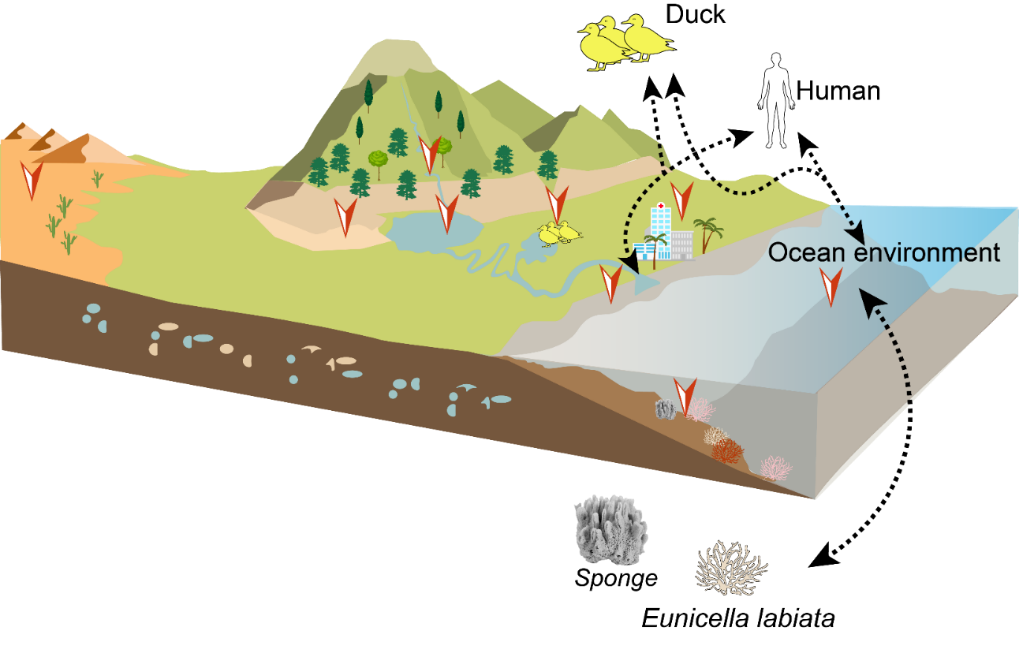 Duck
Human
Ocean environment
Sponge
Eunicella labiata